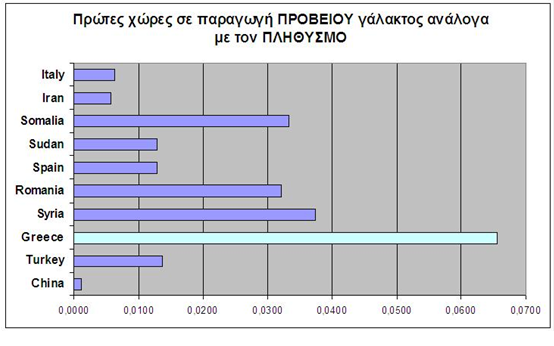 Πρώτες χώρες σε παραγωγή ΠΡΟΒΕΙΟΥ γάλακτος ανάλογα
με τον ΠΛΗΘΥΣΜΟ
Italy
Iran
Somalia
Sudan
Spain
Romania
Syria
Greece
Turkey
China
0,0000 0,0100 0,0200 0,0300 0,0400 0,0500 0,0600 0,0700